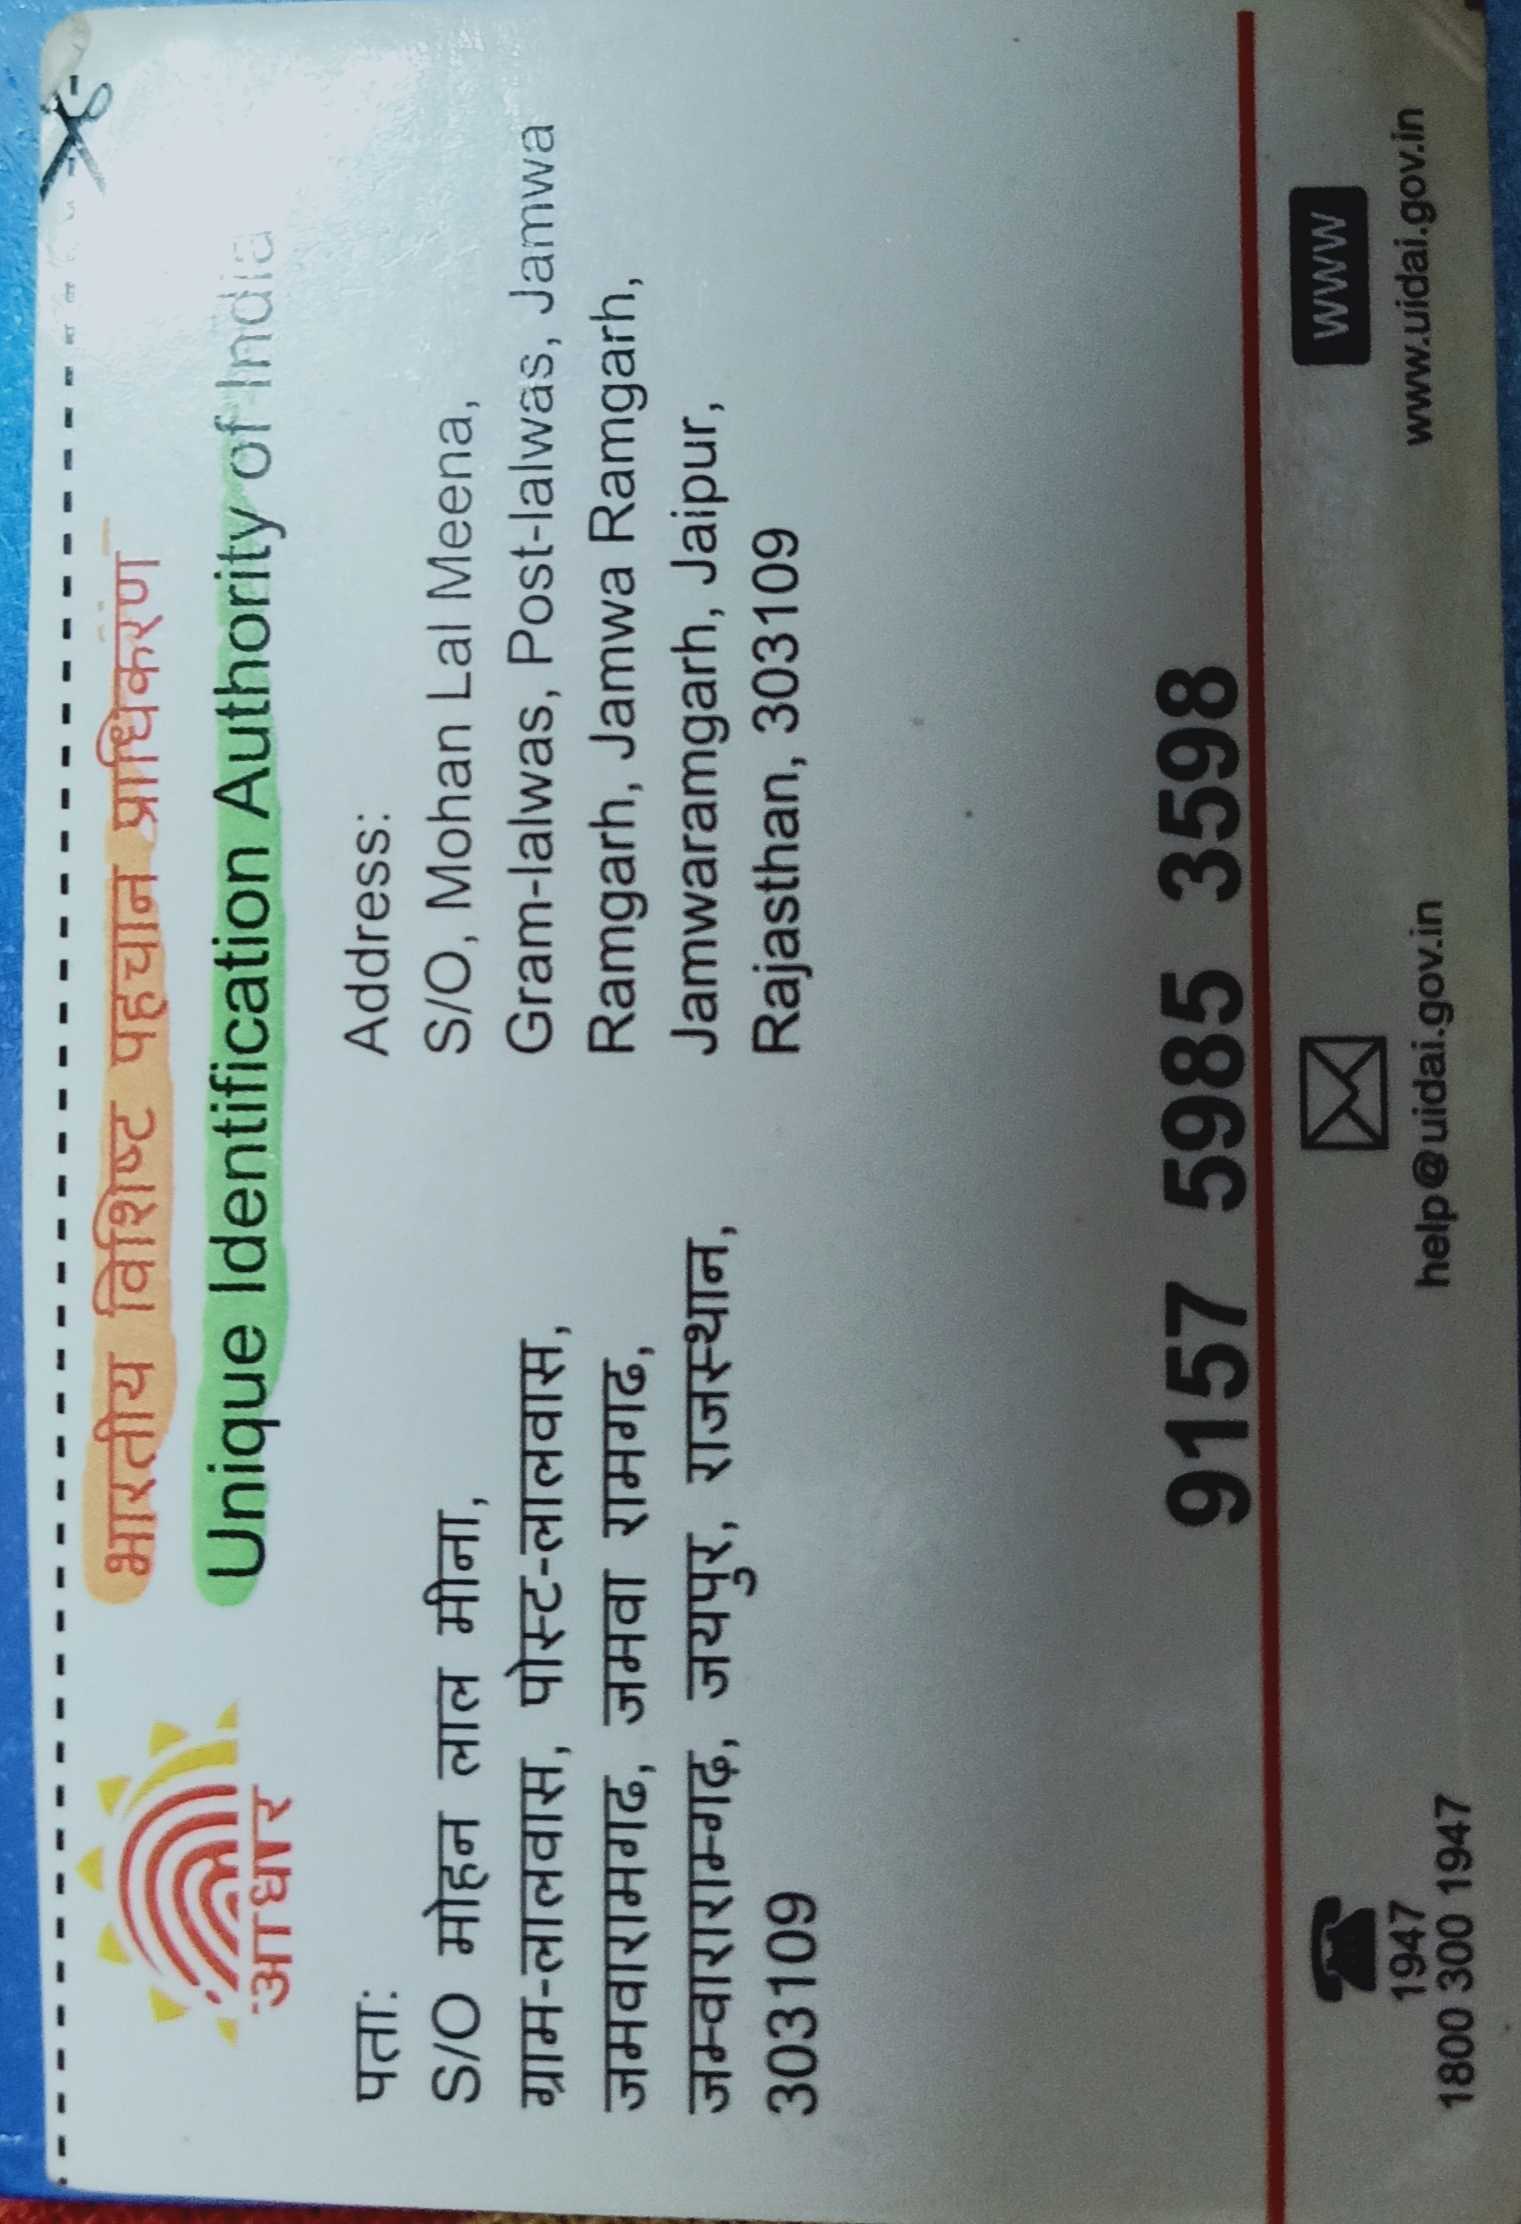 भारतीय विशिष्ट पहचान प्राधिकरण
Unique Identification Authority of India
आधार
पता:
S/O मोहन लाल मीना,
ग्राम-लालवास, पोस्ट-लालवास,
जमवारामगढ, जमवा रामगढ,
जम्वाराम्गढ़, जयपुर, राजस्थान,
303109
Address:
S/O, Mohan Lal Meena,
Gram-lalwas, Post-lalwas, Jamwa
Ramgarh, Jamwa Ramgarh,
Jamwaramgarh, Jaipur,
Rajasthan, 303109
9157 5985 3598
1947
1800 300 1947
help@uidai.gov.in
WWW
www.uidai.gov.in